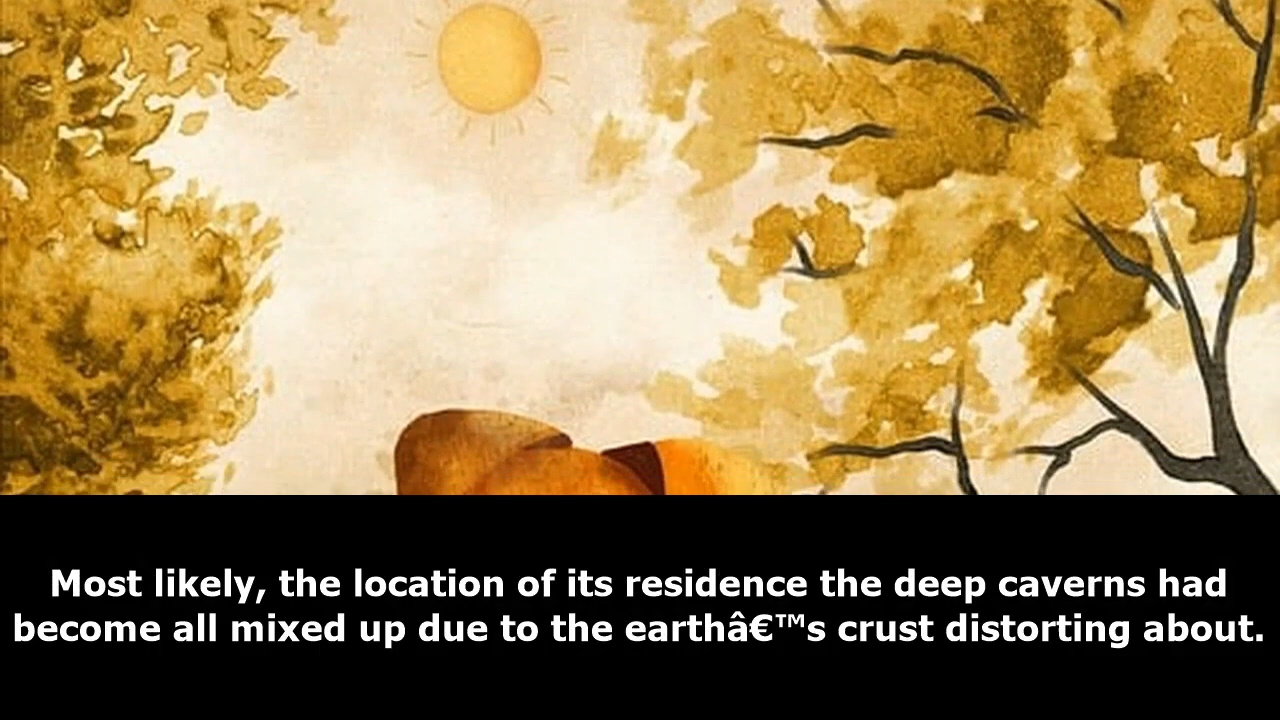 Most likely, the location of its residence the deep caverns had
become all mixed up due to the earthâ€™s crust distorting about.